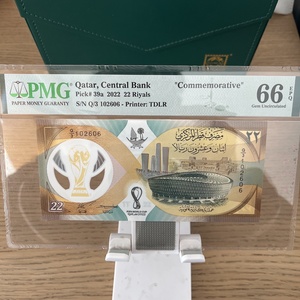 PMG
PAPER MONEY GUARANTY
Qatar, Central Bank
Pick# 39a 2022 22 Riyals
S/N Q/3 102606 - Printer: TDLR
"Commemorative"
66 EPQ
Gem Uncirculated
Q/3 102606
مصرف قطر المركزي
اثنان وعشرون ريالا
٢٢
22